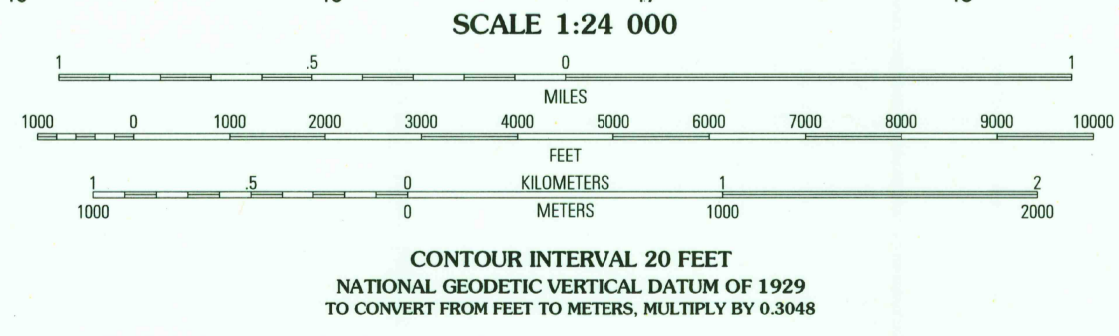 SCALE 1:24 000
1 .5 0 1
MILES
1000 0 1000 2000 3000 4000 5000 6000 7000 8000 9000 10000
FEET
1 .5 0 KILOMETERS 1 2
1000 0 METERS 1000 2000
CONTOUR INTERVAL 20 FEET
NATIONAL GEODETIC VERTICAL DATUM OF 1929
TO CONVERT FROM FEET TO METERS, MULTIPLY BY 0.3048